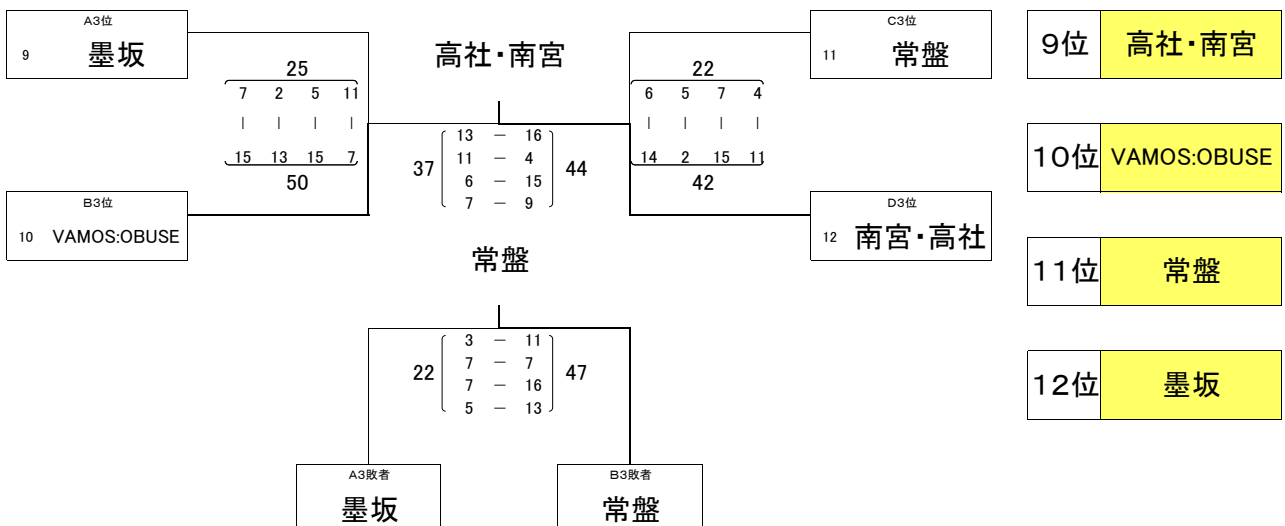 A3位
9 墨坂
C3位
11 常盤
9位 高社・南宮
高社・南宮
25
7 2 5 11
| | | |
15 13 15 7
50
22
6 5 7 4
| | | |
14 2 15 11
42
37
13 － 16
11 － 4
6 － 15
7 － 9
44
10位 VAMOS:OBUSE
B3位
10 VAMOS:OBUSE
D3位
12 南宮・高社
常盤
11位 常盤
22
3 － 11
7 － 7
7 － 16
5 － 13
47
12位 墨坂
A3敗者
墨坂
B3敗者
常盤